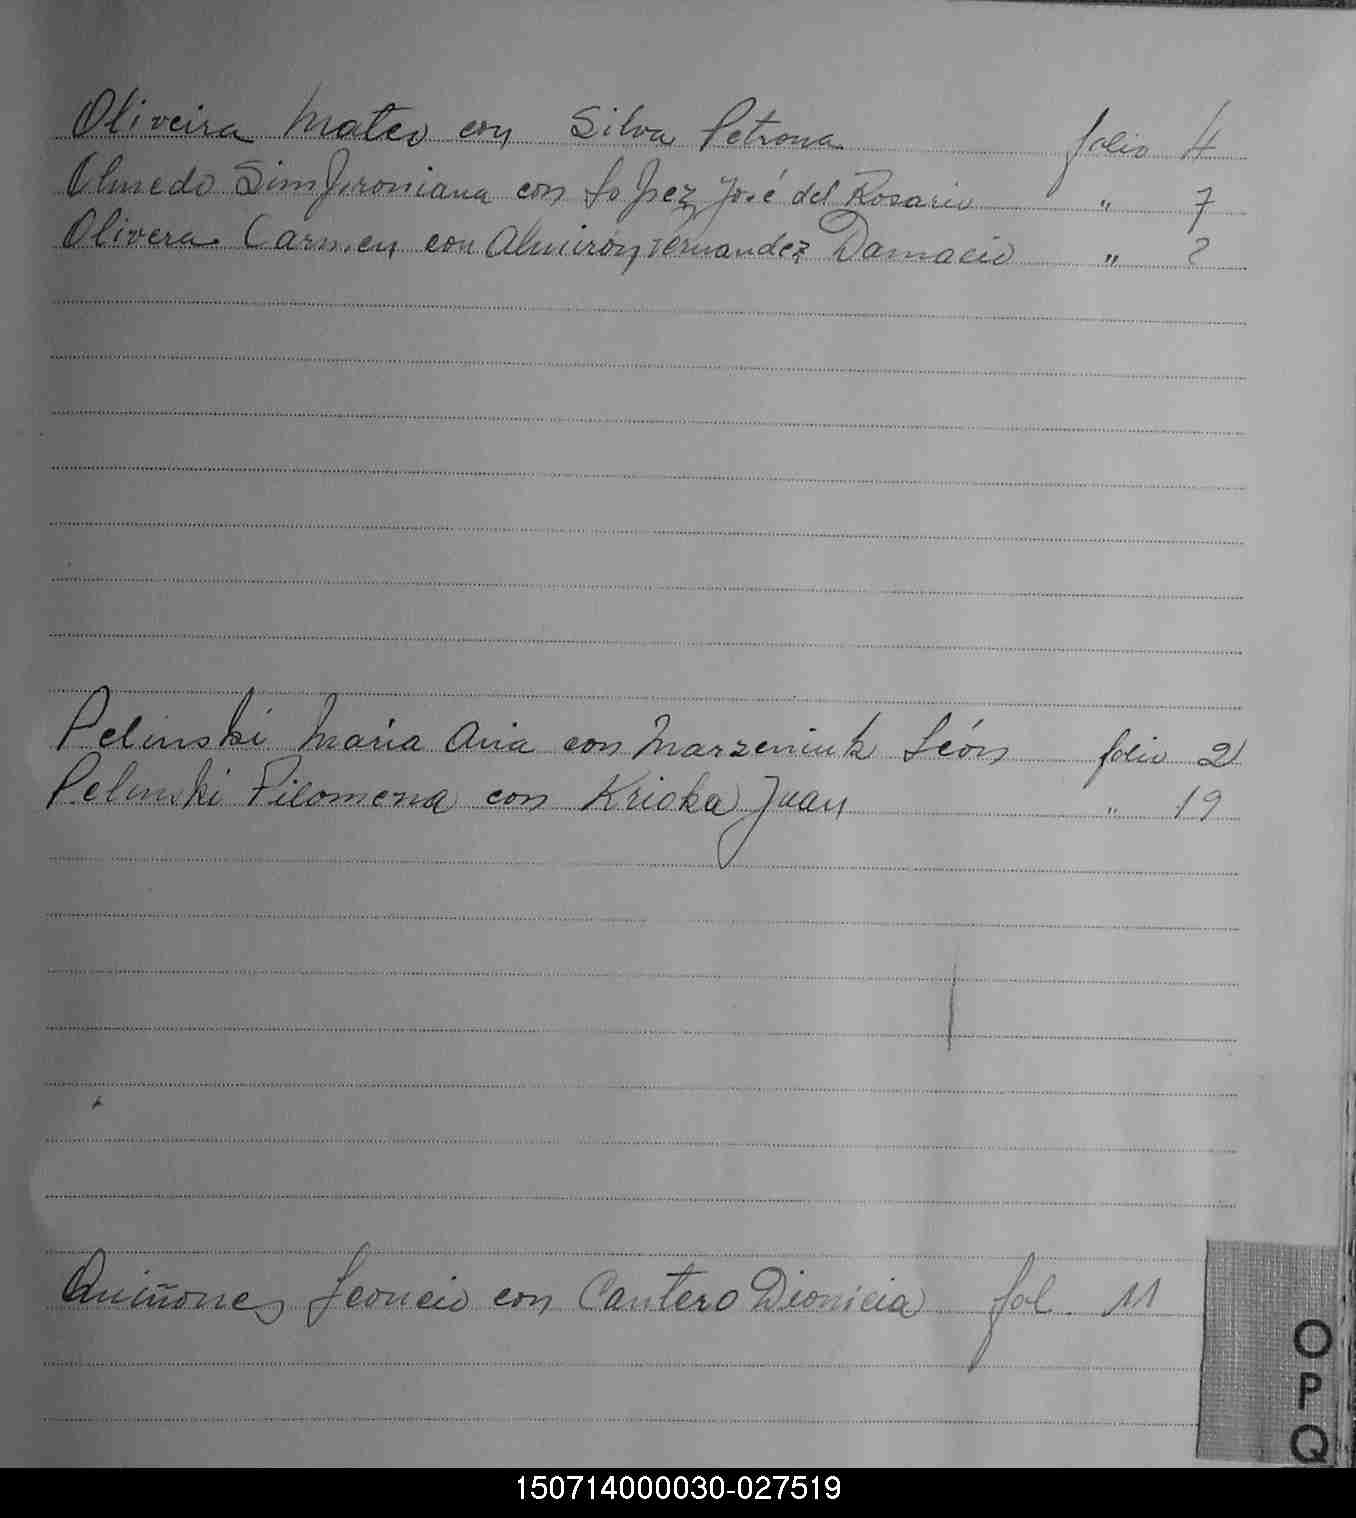 Oliveira Mateo con Silva Petrona folio 4
Olmedo Sinforoniana con López José del Rosario " 7
Olivera Carmen con Almirón Fernandez Damacio "
Pelinski María Ana con Marzeniuk León folio 2
Pelinski Filomena con Krioka Juan " 19
Quiñones Leoncio con Cantero Dionicia fol. 11
O
P
Q
150714000030-027519